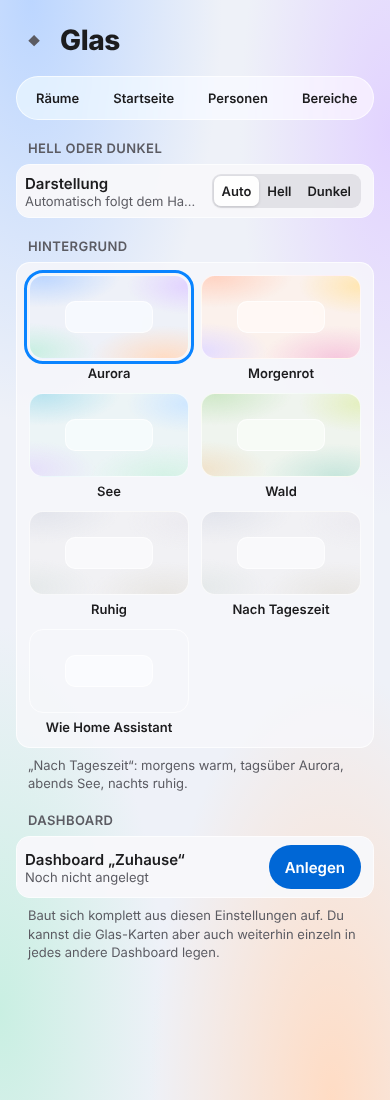 Glas
Räume Startseite Personen Bereiche
HELL ODER DUNKEL
Darstellung
Automatisch folgt dem Ha...
Auto Hell Dunkel
HINTERGRUND
Aurora Morgenrot
See Wald
Ruhig Nach Tageszeit
Wie Home Assistant
„Nach Tageszeit“: morgens warm, tagsüber Aurora,
abends See, nachts ruhig.
DASHBOARD
Dashboard „Zuhause“
Noch nicht angelegt
Anlegen
Baut sich komplett aus diesen Einstellungen auf. Du
kannst die Glas-Karten aber auch weiterhin einzeln in
jedes andere Dashboard legen.